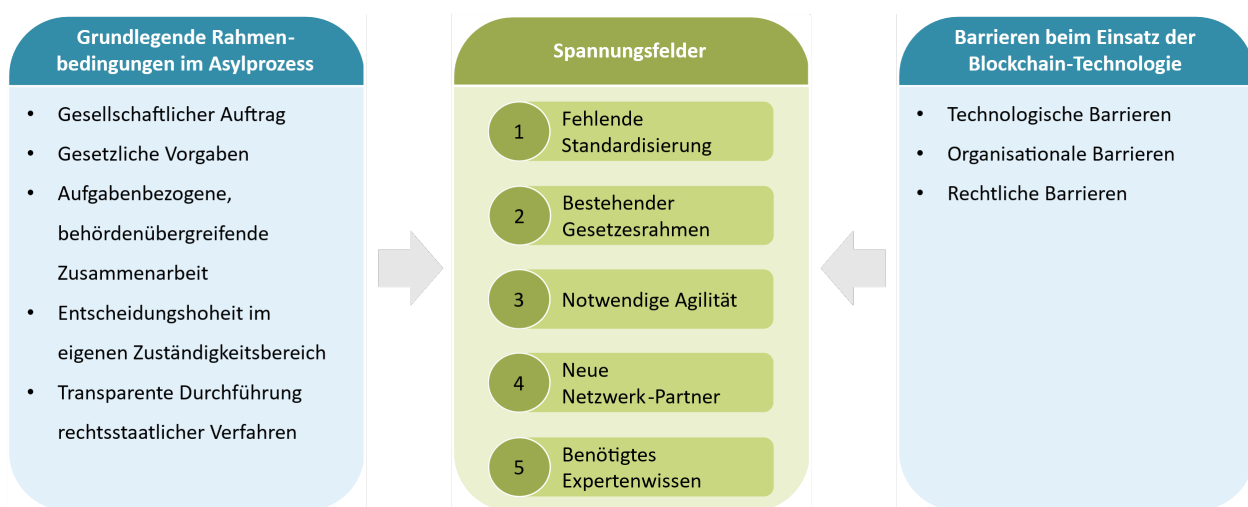 Grundlegende Rahmen-
bedingungen im Asylprozess
• Gesellschaftlicher Auftrag
• Gesetzliche Vorgaben
• Aufgabenbezogene,
behördenübergreifende
Zusammenarbeit
• Entscheidungshoheit im
eigenen Zuständigkeitsbereich
• Transparente Durchführung
rechtsstaatlicher Verfahren
Spannungsfelder
1
Fehlende
Standardisierung
2
Bestehender
Gesetzesrahmen
3
Notwendige Agilität
4
Neue
Netzwerk-Partner
5
Benötigtes
Expertenwissen
Barrieren beim Einsatz der
Blockchain-Technologie
• Technologische Barrieren
• Organisationale Barrieren
• Rechtliche Barrieren